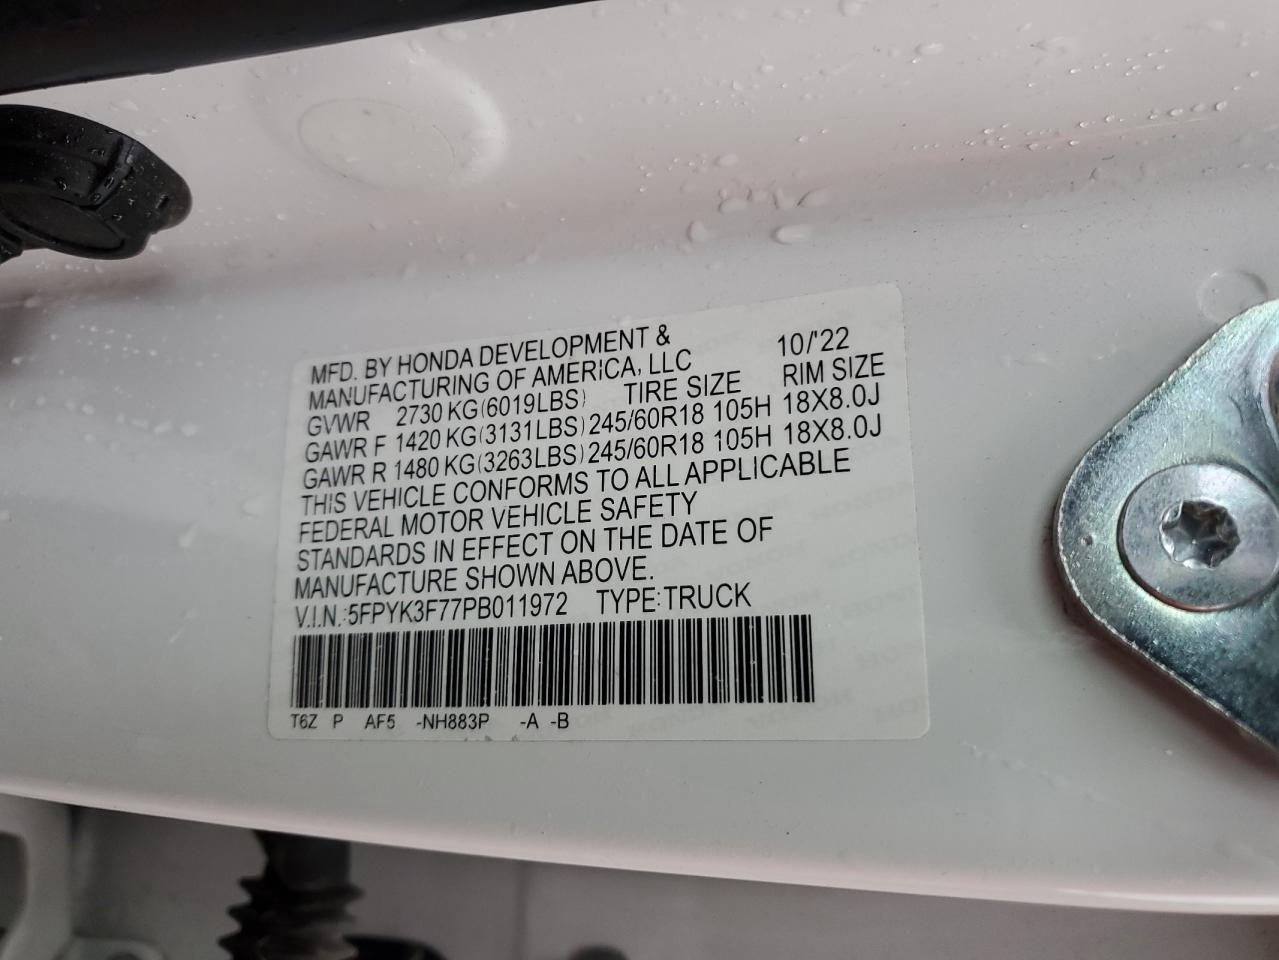 MFD. BY HONDA DEVELOPMENT & 10/'22
MANUFACTURING OF AMERICA, LLC
GVWR 2730 KG(6019LBS) TIRE SIZE RIM SIZE
GAWR F 1420 KG(3131LBS) 245/60R18 105H 18X8.0J
GAWR R 1480 KG(3263LBS) 245/60R18 105H 18X8.0J
THIS VEHICLE CONFORMS TO ALL APPLICABLE
FEDERAL MOTOR VEHICLE SAFETY
STANDARDS IN EFFECT ON THE DATE OF
MANUFACTURE SHOWN ABOVE.
V.I.N.:5FPYK3F77PB011972 TYPE:TRUCK
T6Z P AF5 -NH883P -A -B